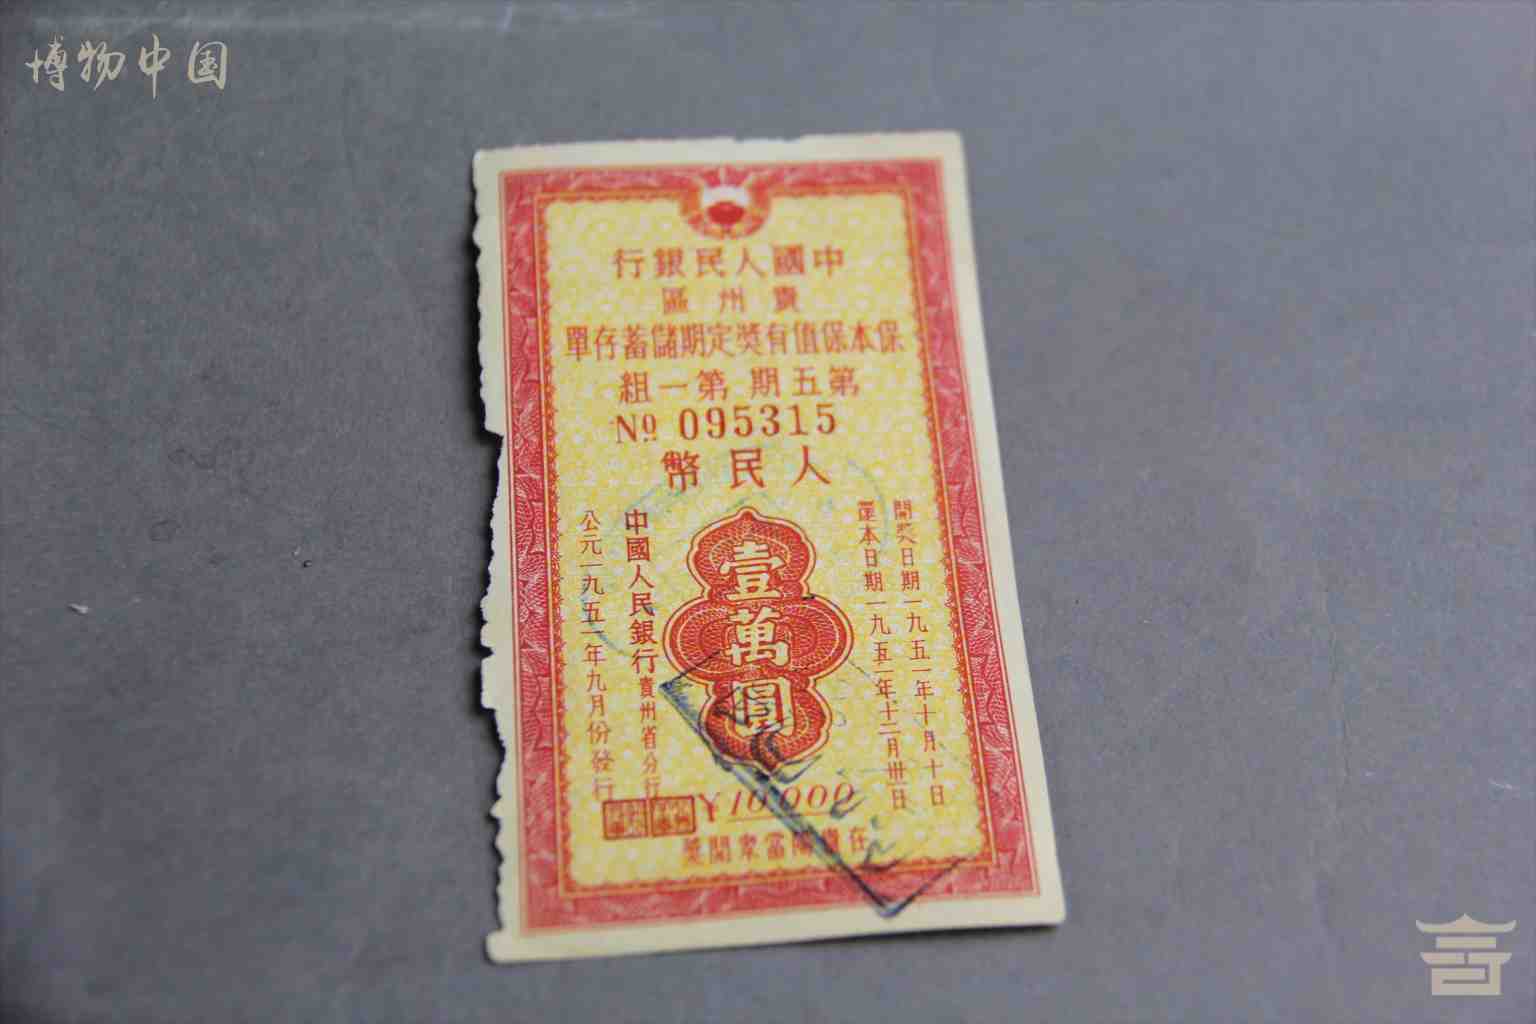 博物中国
中國人民銀行
貴州區
保本保值有獎定期儲蓄存單
第五期 第一組
№ 095315
人民幣
開獎日期一九五一年十月十日
還本日期一九五一年十二月卅日
壹萬圓
中國人民銀行貴州省分行
公元一九五一年九月份發行
¥10000
在貴陽當衆開獎